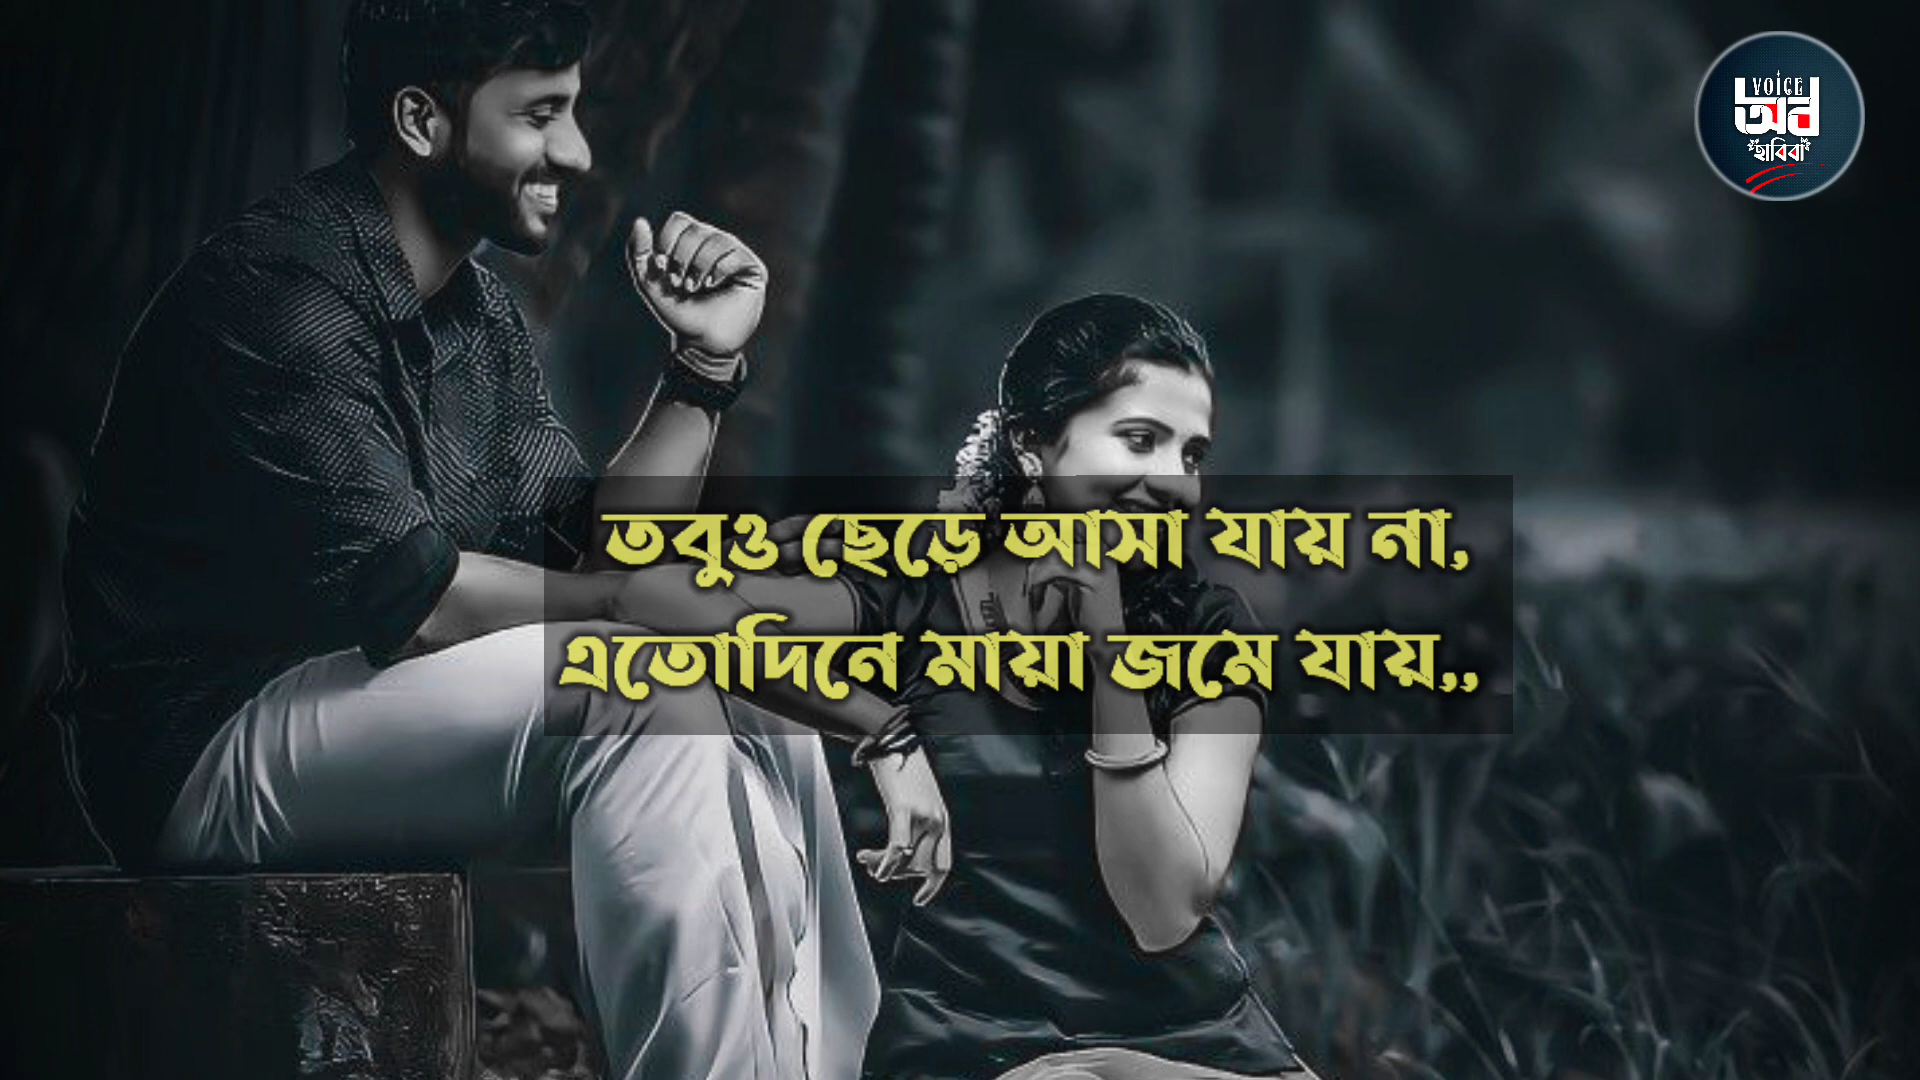 VOICE
অব
হাবিবা
তবুও ছেড়ে আসা যায় না,
এতোদিনে মায়া জমে যায়,,